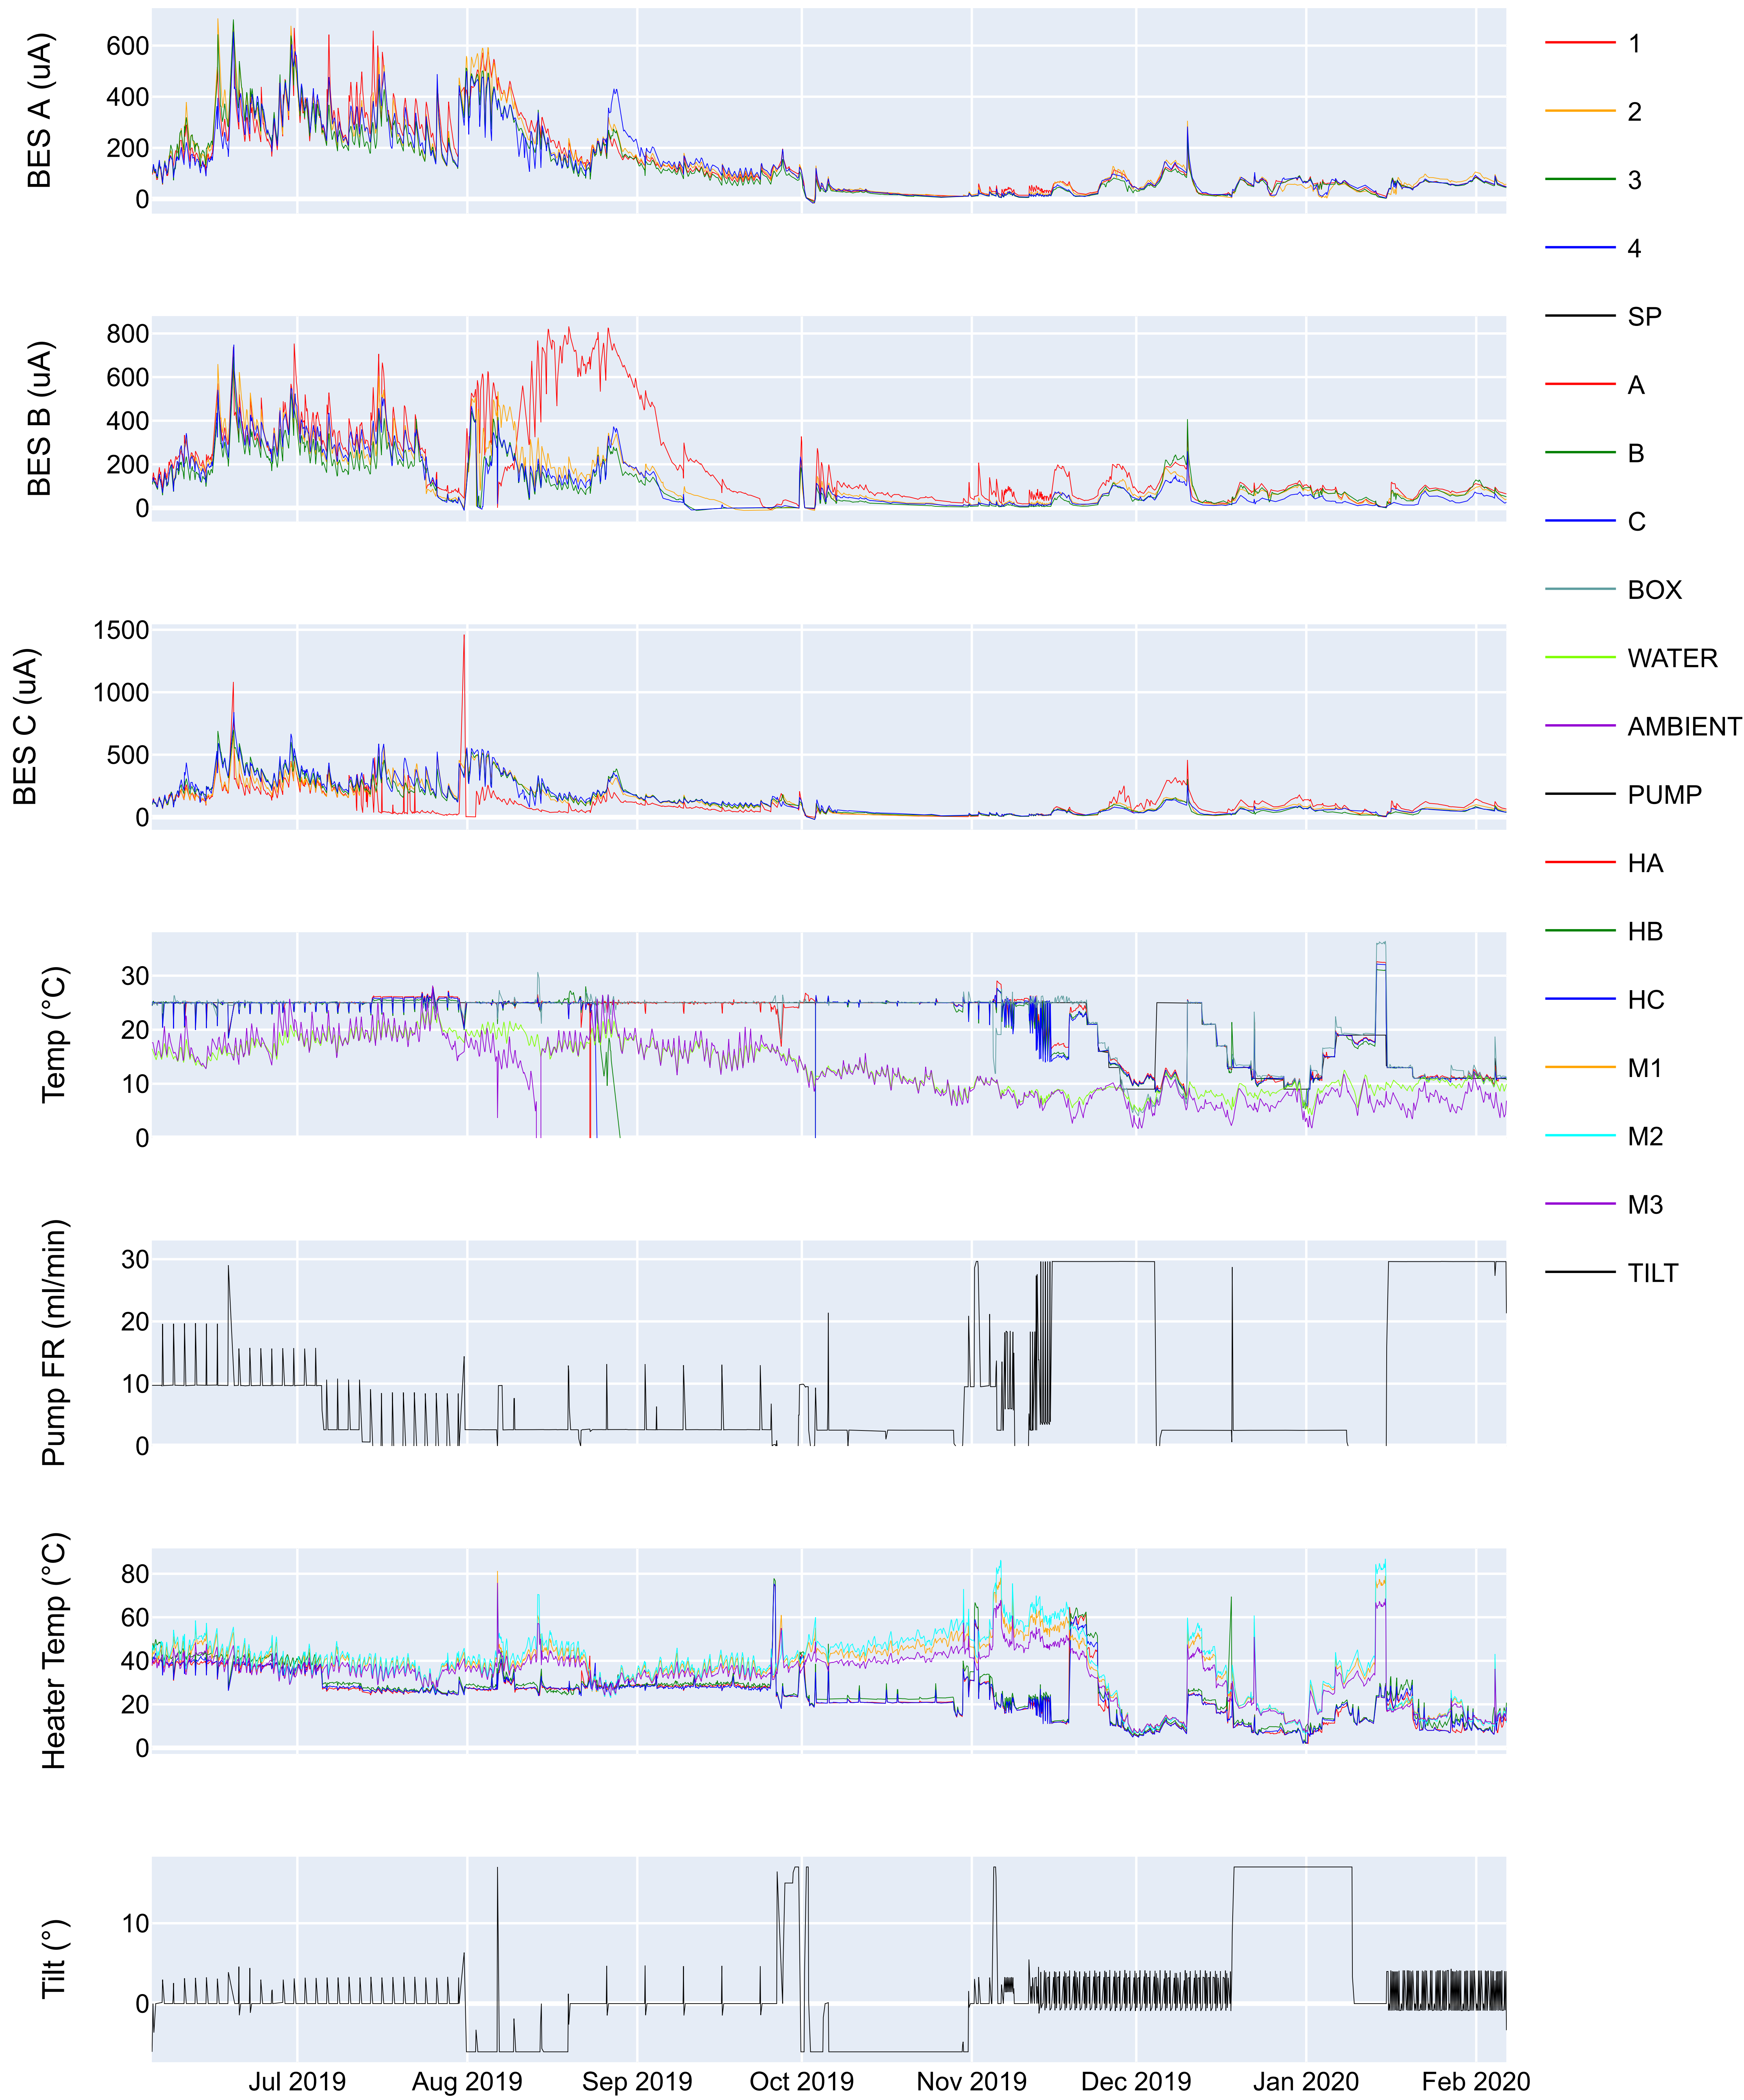 BES A (uA)
600
400
200
0
BES B (uA)
800
600
400
200
0
BES C (uA)
1500
1000
500
0
Temp (°C)
30
20
10
0
Pump FR (ml/min)
30
20
10
0
Heater Temp (°C)
80
60
40
20
0
Tilt (°)
10
0
Jul 2019 Aug 2019 Sep 2019 Oct 2019 Nov 2019 Dec 2019 Jan 2020 Feb 2020
1
2
3
4
SP
A
B
C
BOX
WATER
AMBIENT
PUMP
HA
HB
HC
M1
M2
M3
TILT